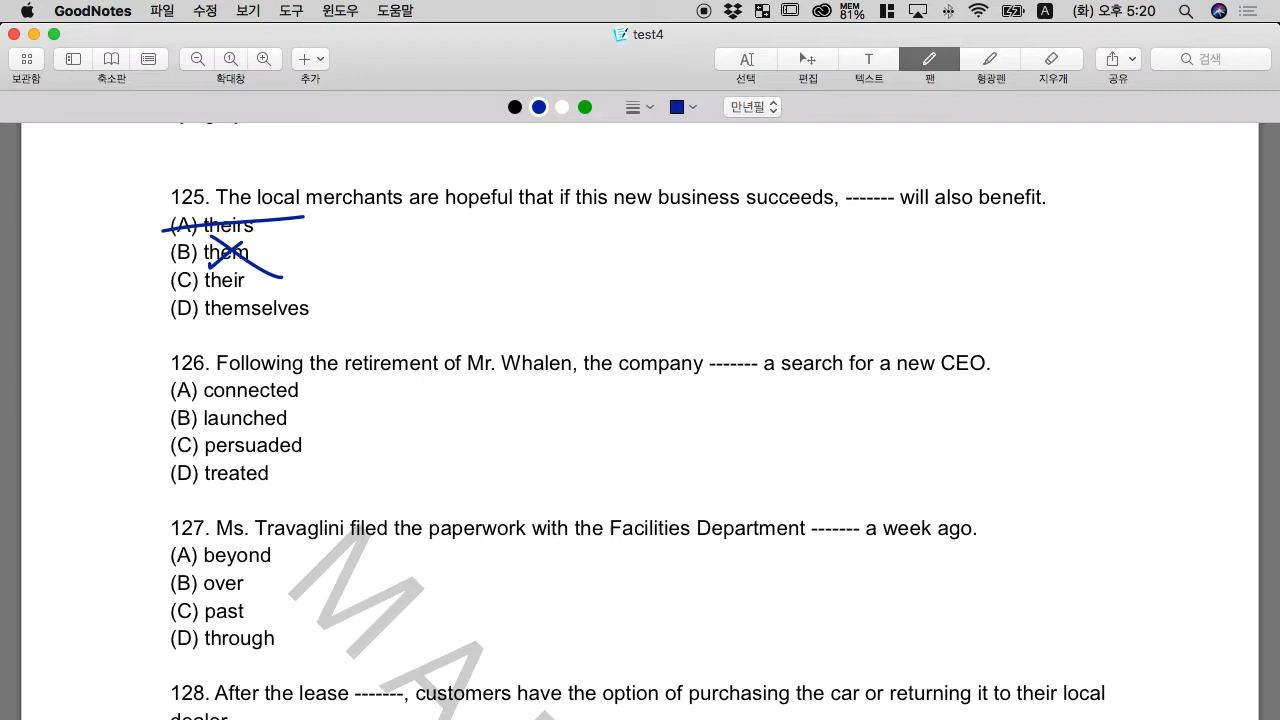 GoodNotes 파일 수정 보기 도구 윈도우 도움말 MEM 81% A (화) 오후 5:20
test4
보관함 축소판 확대창 추가 선택 편집 텍스트 펜 형광펜 지우개 공유 검색
만년필
125. The local merchants are hopeful that if this new business succeeds, ------- will also benefit.
(A) theirs
(B) them
(C) their
(D) themselves
126. Following the retirement of Mr. Whalen, the company ------- a search for a new CEO.
(A) connected
(B) launched
(C) persuaded
(D) treated
127. Ms. Travaglini filed the paperwork with the Facilities Department ------- a week ago.
(A) beyond
(B) over
(C) past
(D) through
128. After the lease -------, customers have the option of purchasing the car or returning it to their local
dealer.